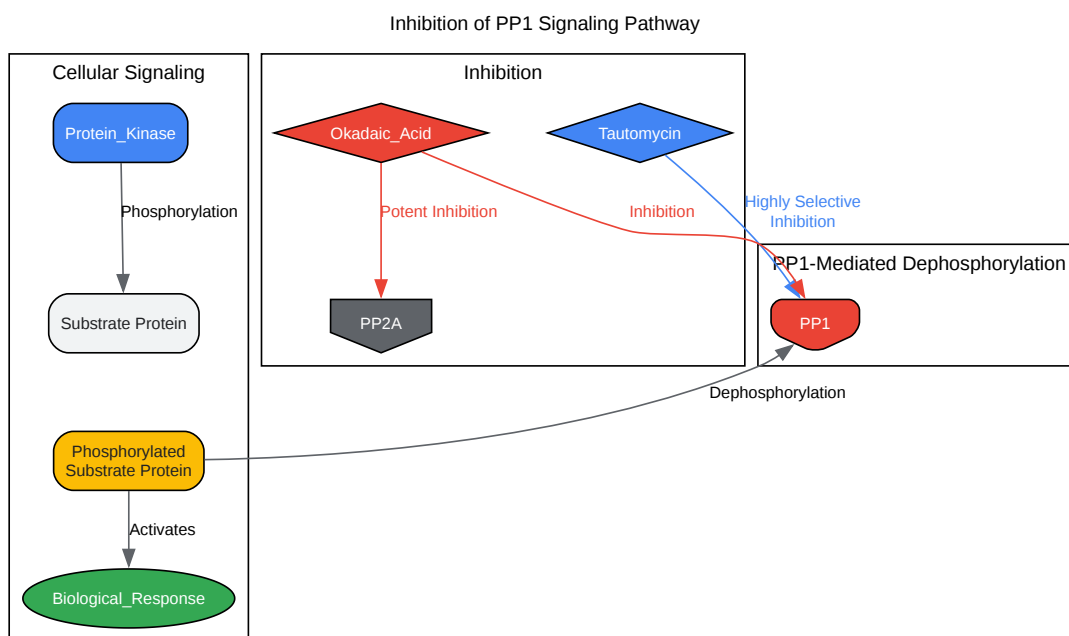 Inhibition of PP1 Signaling Pathway
Cellular Signaling
Protein_Kinase
Phosphorylation
Substrate Protein
Phosphorylated
Substrate Protein
Activates
Biological_Response
Inhibition
Okadaic_Acid
Tautomycin
Potent Inhibition
Inhibition
Highly Selective
Inhibition
PP2A
PP1-Mediated Dephosphorylation
PP1
Dephosphorylation